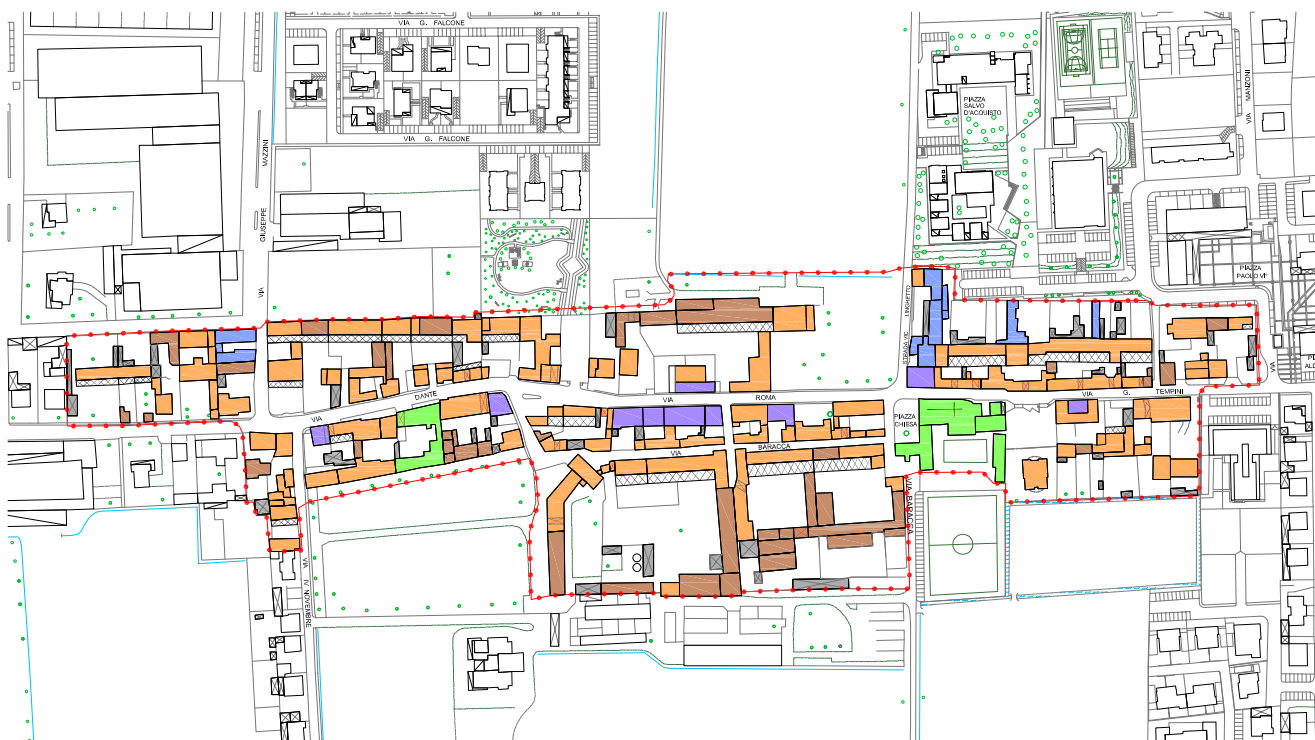 VIA G. FALCONE
VIA G. FALCONE
VIA GIUSEPPE MAZZINI
PIAZZA
SALVO
D'ACQUISTO
VIA MANZONI
PIAZZA
PAOLO VI°
STRADA VIC. LINGHETTO
VIA
VIA DANTE
VIA ROMA
VIA G. TEMPINI
PIAZZA
CHIESA
VIA BARACCA
VIA BARACCA
VIA IV NOVEMBRE